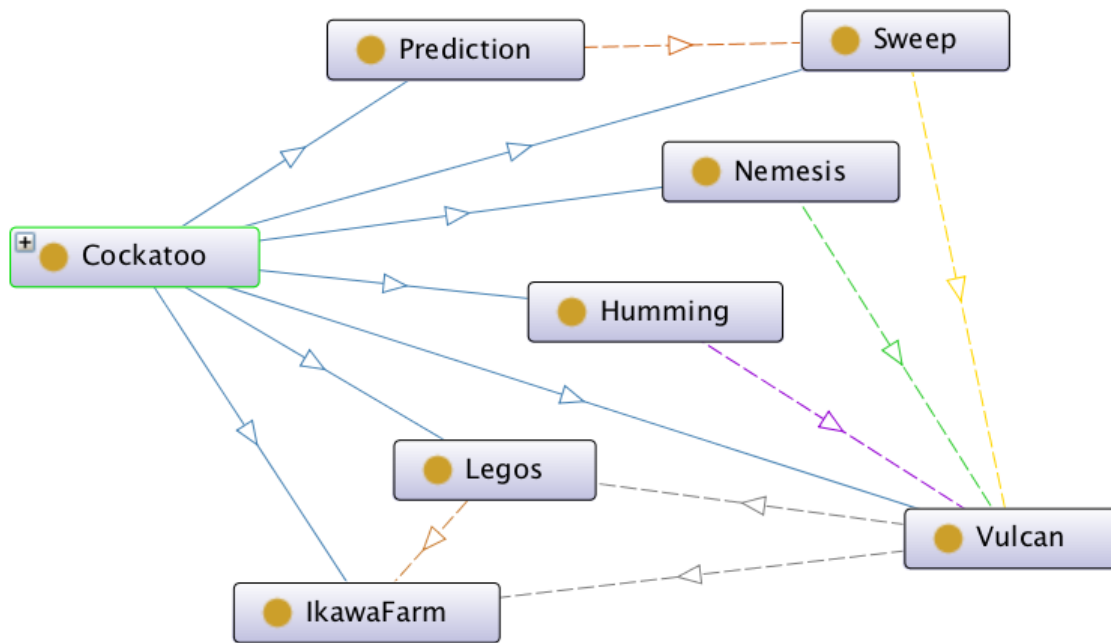 Prediction
Sweep
Nemesis
Cockatoo
Humming
Legos
Vulcan
IkawaFarm